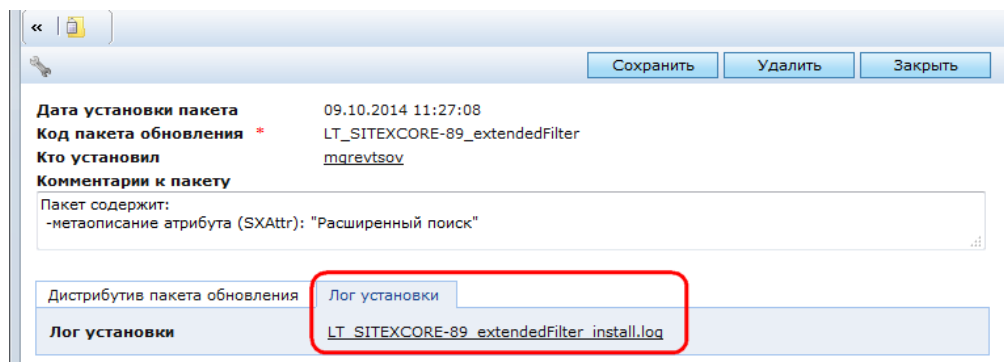 «
Сохранить Удалить Закрыть
Дата установки пакета 09.10.2014 11:27:08
Код пакета обновления * LT_SITEXCORE-89_extendedFilter
Кто установил mgrevtsov
Комментарии к пакету
Пакет содержит:
-метаописание атрибута (SXAttr): "Расширенный поиск"
Дистрибутив пакета обновления Лог установки
Лог установки LT_SITEXCORE-89_extendedFilter_install.log